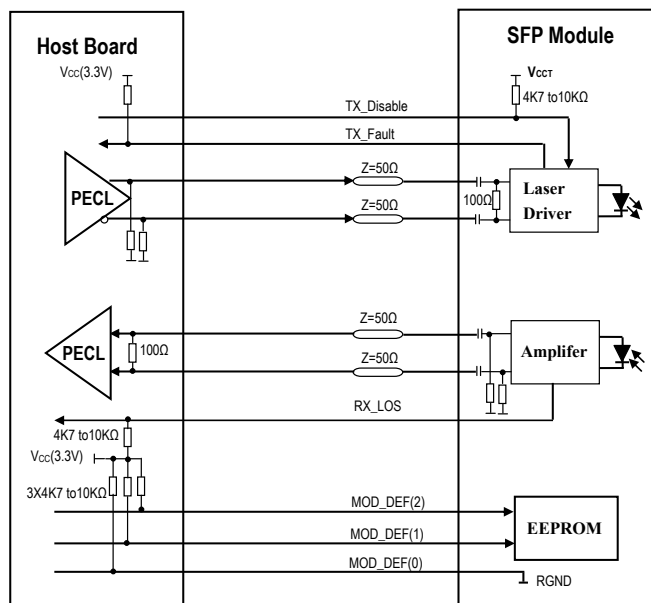 Host Board
SFP Module
Vcc(3.3V)
VCCT
4K7 to10KΩ
TX_Disable
TX_Fault
PECL
Z=50Ω
Z=50Ω
100Ω
Laser
Driver
PECL
100Ω
Z=50Ω
Z=50Ω
Amplifer
RX_LOS
4K7 to10KΩ
Vcc(3.3V)
3X4K7 to10KΩ
MOD_DEF(2)
MOD_DEF(1)
EEPROM
MOD_DEF(0)
RGND